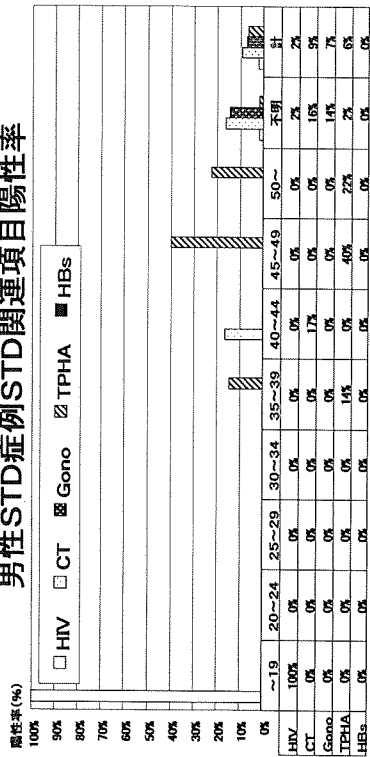 男性STD症例STD関連項目陽性率
陽性率(%)
HIV CT Gono TPHA HBs
100%
90%
80%
70%
60%
50%
40%
30%
20%
10%
0%
~19 20~24 25~29 30~34 35~39 40~44 45~49 50~ 不明 計
HIV 100% 0% 0% 0% 0% 0% 0% 0% 2% 2%
CT 0% 0% 0% 0% 0% 17% 0% 0% 16% 9%
Gono 0% 0% 0% 0% 0% 0% 0% 0% 14% 7%
TPHA 0% 0% 0% 0% 14% 0% 40% 22% 2% 6%
HBs 0% 0% 0% 0% 0% 0% 0% 0% 0% 0%